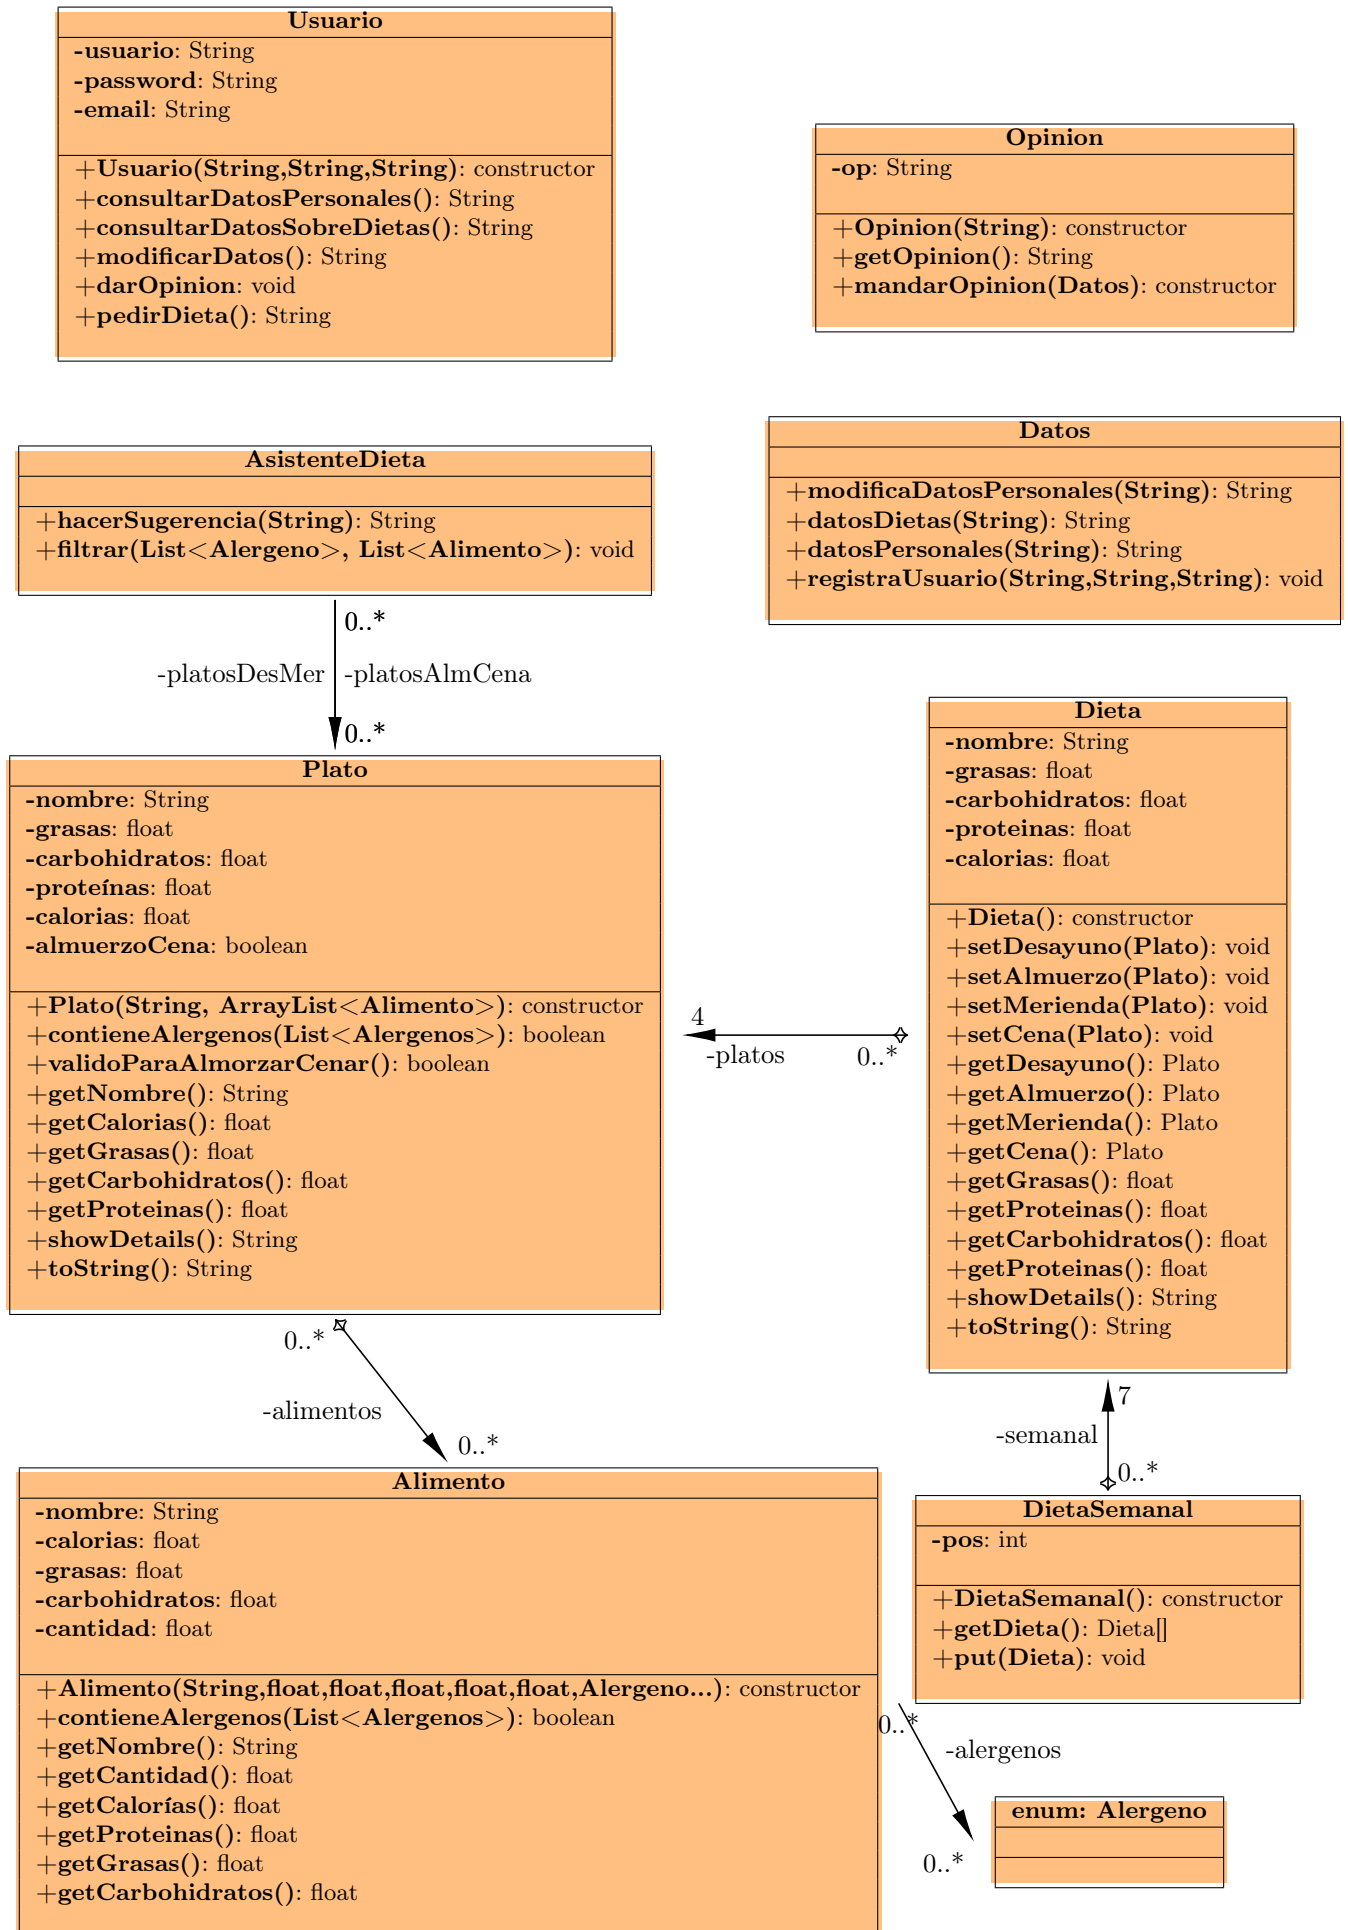 Usuario
-usuario: String
-password: String
-email: String
+Usuario(String,String,String): constructor
+consultarDatosPersonales(): String
+consultarDatosSobreDietas(): String
+modificarDatos(): String
+darOpinion: void
+pedirDieta(): String
Opinion
-op: String
+Opinion(String): constructor
+getOpinion(): String
+mandarOpinion(Datos): constructor
AsistenteDieta
+hacerSugerencia(String): String
+filtrar(List<Alergeno>, List<Alimento>): void
Datos
+modificaDatosPersonales(String): String
+datosDietas(String): String
+datosPersonales(String): String
+registraUsuario(String,String,String): void
0..*
-platosDesMer
-platosAlmCena
0..*
Plato
-nombre: String
-grasas: float
-carbohidratos: float
-proteínas: float
-calorias: float
-almuerzoCena: boolean
+Plato(String, ArrayList<Alimento>): constructor
+contieneAlergenos(List<Alergenos>): boolean
+validoParaAlmorzarCenar(): boolean
+getNombre(): String
+getCalorias(): float
+getGrasas(): float
+getCarbohidratos(): float
+getProteinas(): float
+showDetails(): String
+toString(): String
4
-platos
0..*
Dieta
-nombre: String
-grasas: float
-carbohidratos: float
-proteinas: float
-calorias: float
+Dieta(): constructor
+setDesayuno(Plato): void
+setAlmuerzo(Plato): void
+setMerienda(Plato): void
+setCena(Plato): void
+getDesayuno(): Plato
+getAlmuerzo(): Plato
+getMerienda(): Plato
+getCena(): Plato
+getGrasas(): float
+getProteinas(): float
+getCarbohidratos(): float
+getProteinas(): float
+showDetails(): String
+toString(): String
0..*
-alimentos
0..*
7
-semanal
0..*
Alimento
-nombre: String
-calorias: float
-grasas: float
-carbohidratos: float
-cantidad: float
+Alimento(String,float,float,float,float,float,Alergeno...): constructor
+contieneAlergenos(List<Alergenos>): boolean
+getNombre(): String
+getCantidad(): float
+getCalorías(): float
+getProteinas(): float
+getGrasas(): float
+getCarbohidratos(): float
DietaSemanal
-pos: int
+DietaSemanal(): constructor
+getDieta(): Dieta[]
+put(Dieta): void
0..*
-alergenos
0..*
enum: Alergeno